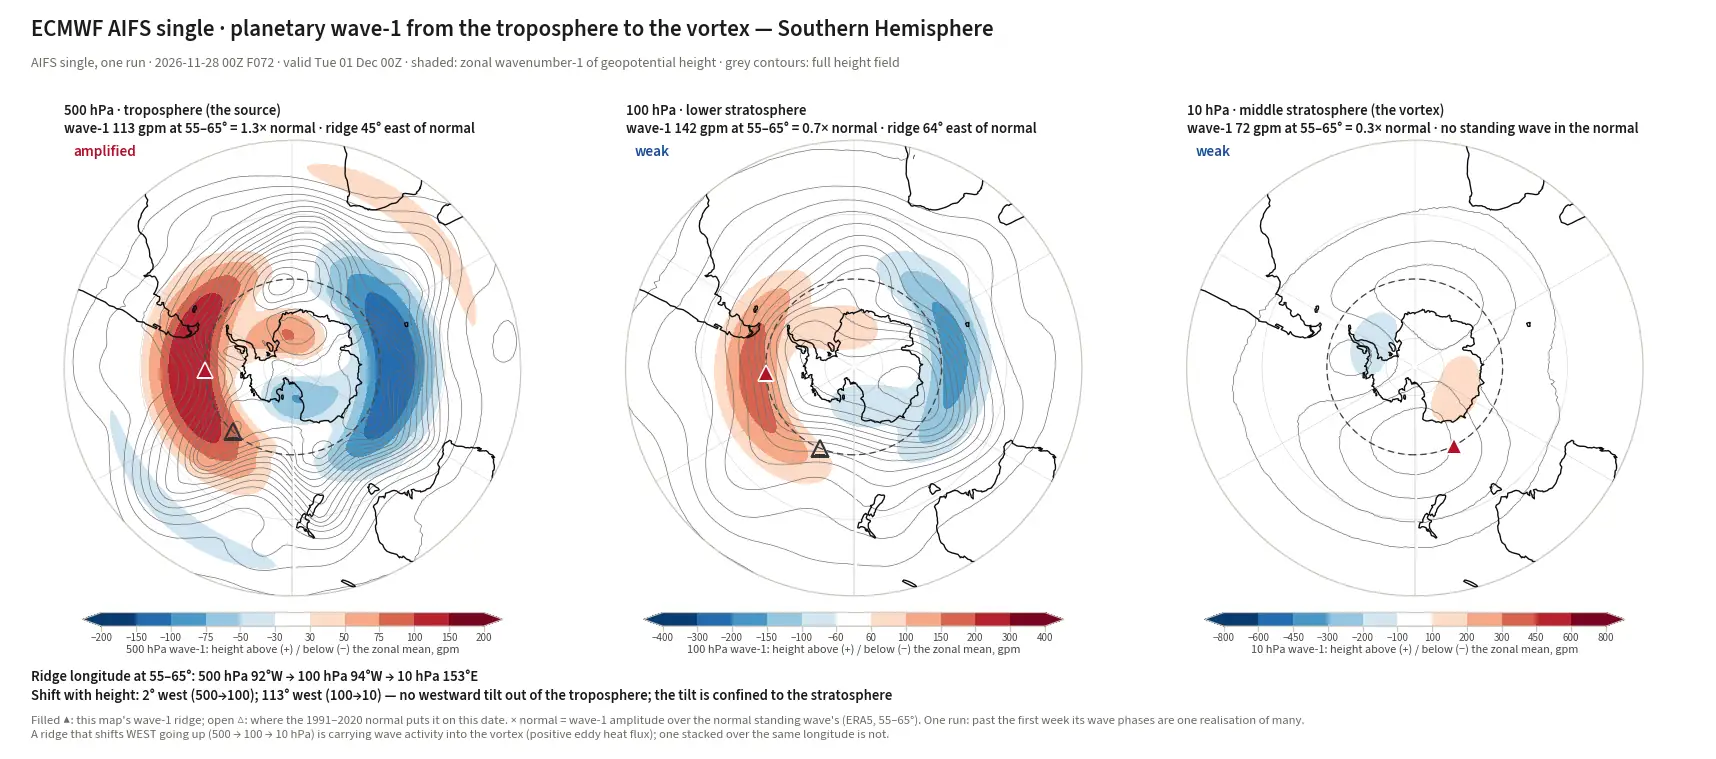 ECMWF AIFS single · planetary wave-1 from the troposphere to the vortex — Southern Hemisphere
AIFS single, one run · 2026-11-28 00Z F072 · valid Tue 01 Dec 00Z · shaded: zonal wavenumber-1 of geopotential height · grey contours: full height field
500 hPa · troposphere (the source)
wave-1 113 gpm at 55–65° = 1.3× normal · ridge 45° east of normal
amplified
100 hPa · lower stratosphere
wave-1 142 gpm at 55–65° = 0.7× normal · ridge 64° east of normal
weak
10 hPa · middle stratosphere (the vortex)
wave-1 72 gpm at 55–65° = 0.3× normal · no standing wave in the normal
weak
−200 −150 −100 −75 −50 −30 30 50 75 100 150 200
500 hPa wave-1: height above (+) / below (−) the zonal mean, gpm
−400 −300 −200 −150 −100 −60 60 100 150 200 300 400
100 hPa wave-1: height above (+) / below (−) the zonal mean, gpm
−800 −600 −450 −300 −200 −100 100 200 300 450 600 800
10 hPa wave-1: height above (+) / below (−) the zonal mean, gpm
Ridge longitude at 55–65°: 500 hPa 92°W → 100 hPa 94°W → 10 hPa 153°E
Shift with height: 2° west (500→100); 113° west (100→10) — no westward tilt out of the troposphere; the tilt is confined to the stratosphere
Filled ▲: this map's wave-1 ridge; open △: where the 1991–2020 normal puts it on this date. × normal = wave-1 amplitude over the normal standing wave's (ERA5, 55–65°). One run: past the first week its wave phases are one realisation of many.
A ridge that shifts WEST going up (500 → 100 → 10 hPa) is carrying wave activity into the vortex (positive eddy heat flux); one stacked over the same longitude is not.